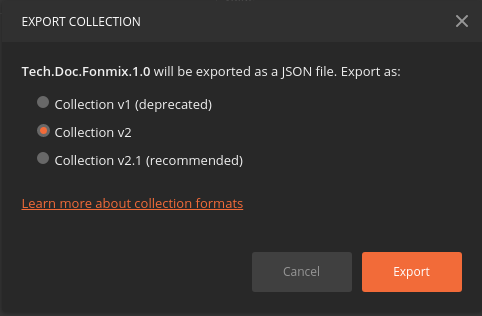 EXPORT COLLECTION
Tech.Doc.Fonmix.1.0 will be exported as a JSON file. Export as:
Collection v1 (deprecated)
Collection v2
Collection v2.1 (recommended)
Learn more about collection formats
Cancel
Export